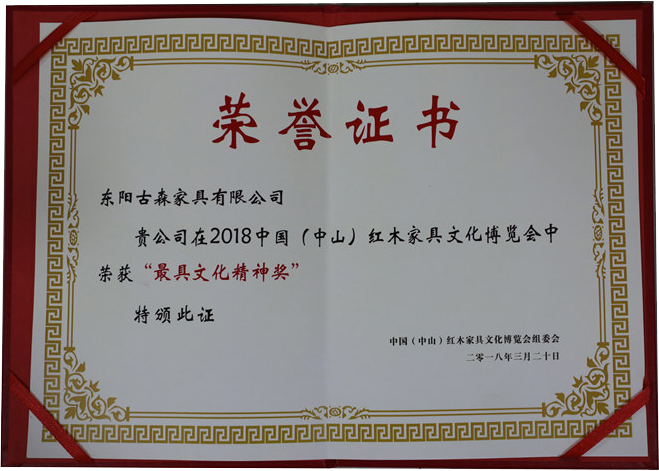 荣誉证书
东阳古森家具有限公司
贵公司在2018中国（中山）红木家具文化博览会中
荣获“最具文化精神奖”
特颁此证
中国（中山）红木家具文化博览会组委会
二零一八年三月二十日